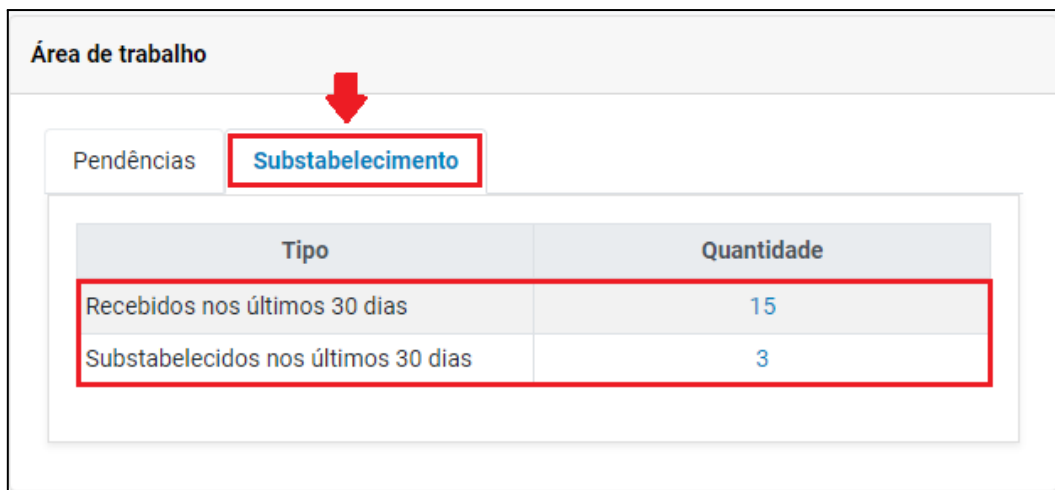 Área de trabalho
Pendências Substabelecimento
Tipo Quantidade
Recebidos nos últimos 30 dias 15
Substabelecidos nos últimos 30 dias 3